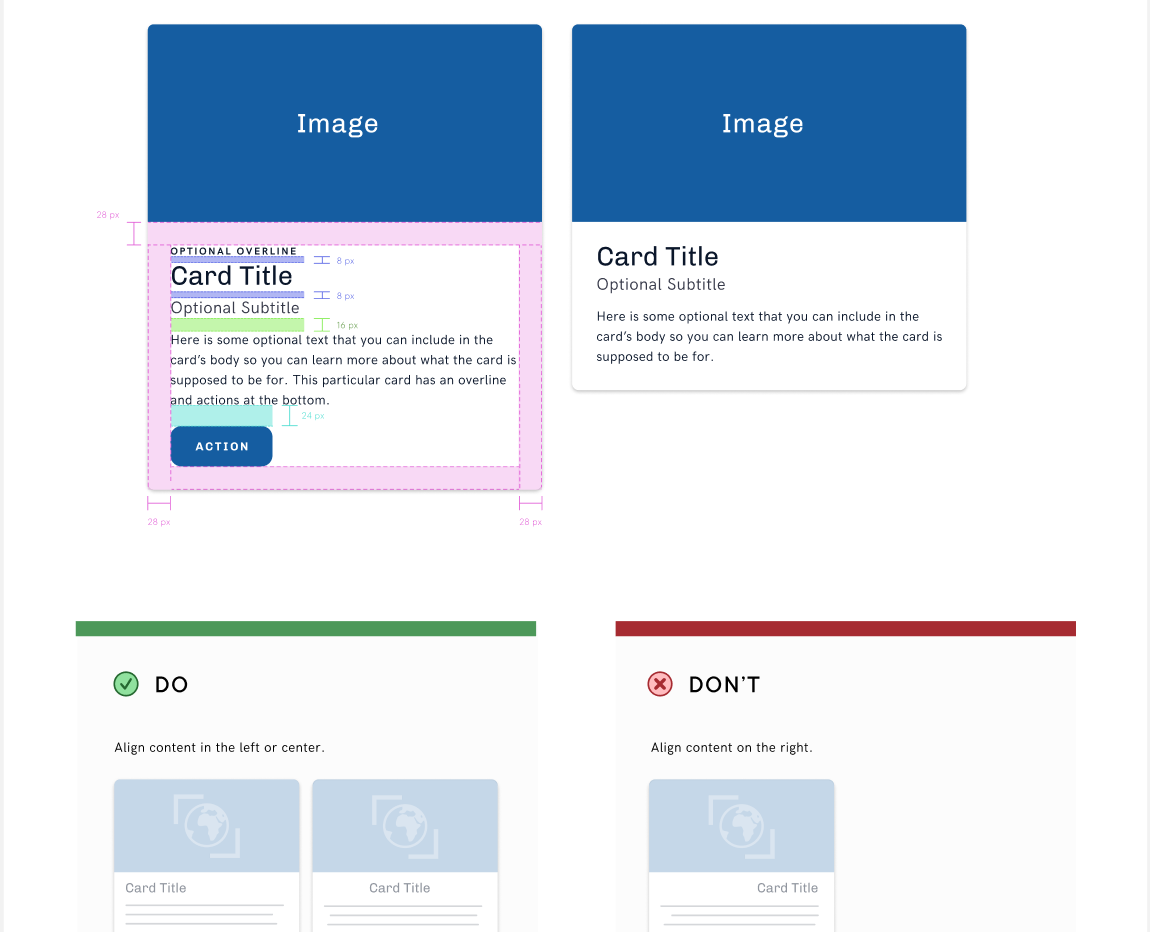 Image
Image
28 px
OPTIONAL OVERLINE
8 px
Card Title
8 px
Optional Subtitle
16 px
Here is some optional text that you can include in the
card’s body so you can learn more about what the card is
supposed to be for. This particular card has an overline
and actions at the bottom.
24 px
ACTION
28 px
28 px
Card Title
Optional Subtitle
Here is some optional text that you can include in the
card’s body so you can learn more about what the card is
supposed to be for.
DO
Align content in the left or center.
Card Title
Card Title
DON’T
Align content on the right.
Card Title